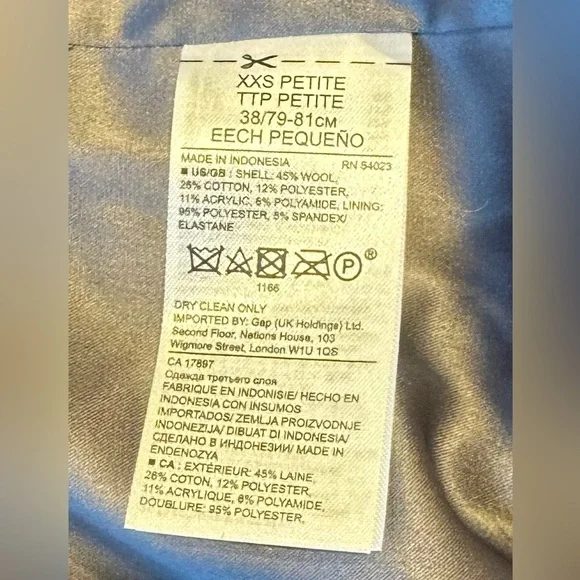 XXS PETITE
TTP PETITE
38/79-81CM
EECH PEQUEÑO
MADE IN INDONESIA RN 54023
■ US/GB : SHELL: 45% WOOL,
26% COTTON, 12% POLYESTER,
11% ACRYLIC, 6% POLYAMIDE, LINING:
95% POLYESTER, 5% SPANDEX/
ELASTANE
P®
1166
DRY CLEAN ONLY
IMPORTED BY: Gap (UK Holdings) Ltd.
Second Floor, Nations House, 103
Wigmore Street, London W1U 1QS
CA 17897
Одежда третьего слоя
FABRIQUE EN INDONISIE/ HECHO EN
INDONESIA CON INSUMOS
IMPORTADOS/ ZEMLJA PROIZVODNJE
INDONEZIJA/ DIBUAT DI INDONESIA/
СДЕЛАНО В ИНДОНЕЗИИ/ MADE IN
ENDENOZYA
■ CA : EXTÉRIEUR: 45% LAINE,
26% COTON, 12% POLYESTER,
11% ACRYLIQUE, 6% POLYAMIDE,
DOUBLURE: 95% POLYESTER,